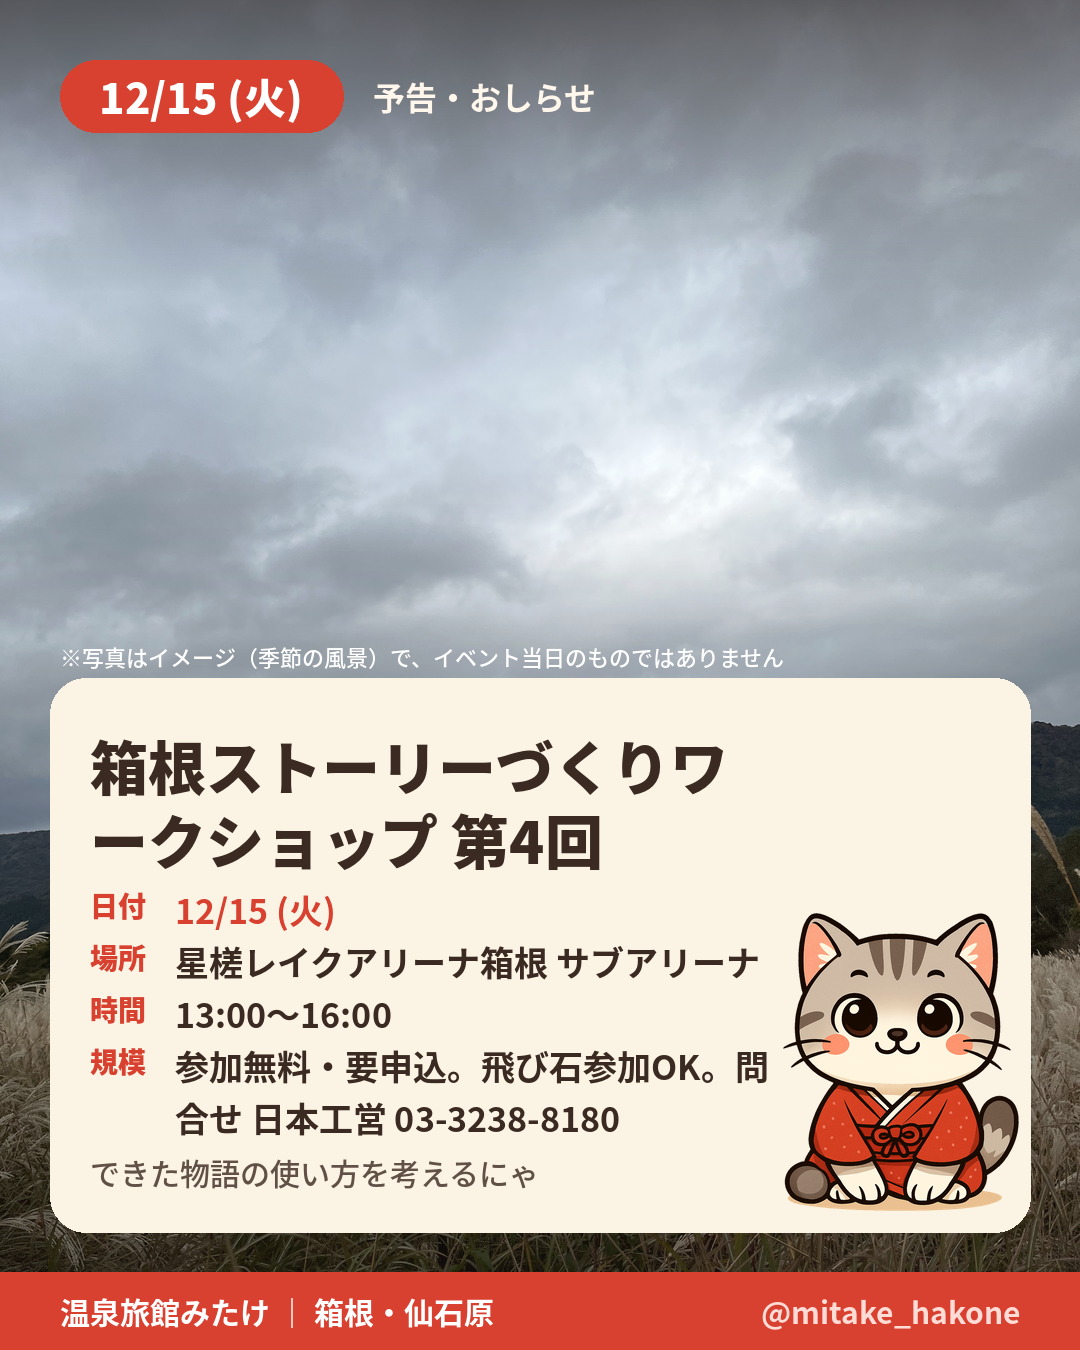 12/15 (火)
予告・おしらせ
※写真はイメージ（季節の風景）で、イベント当日のものではありません
箱根ストーリーづくりワ
ークショップ 第4回
日付 12/15 (火)
場所 星槎レイクアリーナ箱根 サブアリーナ
時間 13:00〜16:00
規模 参加無料・要申込。飛び石参加OK。問
合せ 日本工営 03-3238-8180
できた物語の使い方を考えるにゃ
温泉旅館みたけ ｜ 箱根・仙石原
@mitake_hakone